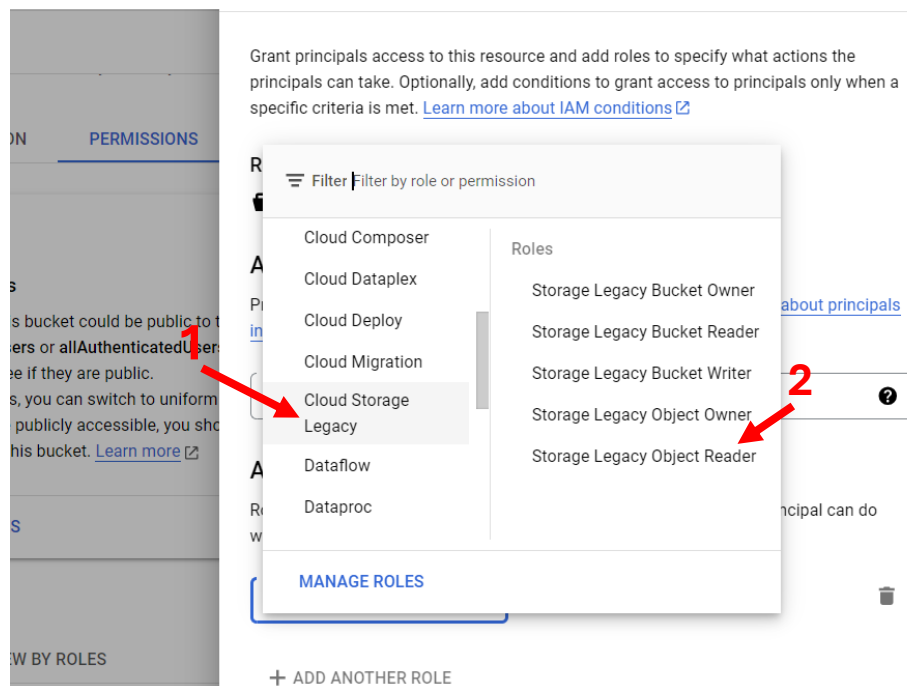 Grant principals access to this resource and add roles to specify what actions the
principals can take. Optionally, add conditions to grant access to principals only when a
specific criteria is met. Learn more about IAM conditions
ON
PERMISSIONS
R
Filter Filter by role or permission
Cloud Composer
Cloud Dataplex
Cloud Deploy
Cloud Migration
Cloud Storage
Legacy
Dataflow
Dataproc
Roles
Storage Legacy Bucket Owner
Storage Legacy Bucket Reader
Storage Legacy Bucket Writer
Storage Legacy Object Owner
Storage Legacy Object Reader
MANAGE ROLES
1
2
A
about principals
in
s
s bucket could be public to t
ers or allAuthenticatedUser
ee if they are public.
s, you can switch to uniform
publicly accessible, you sho
his bucket. Learn more
A
ncipal can do
w
S
EW BY ROLES
ADD ANOTHER ROLE